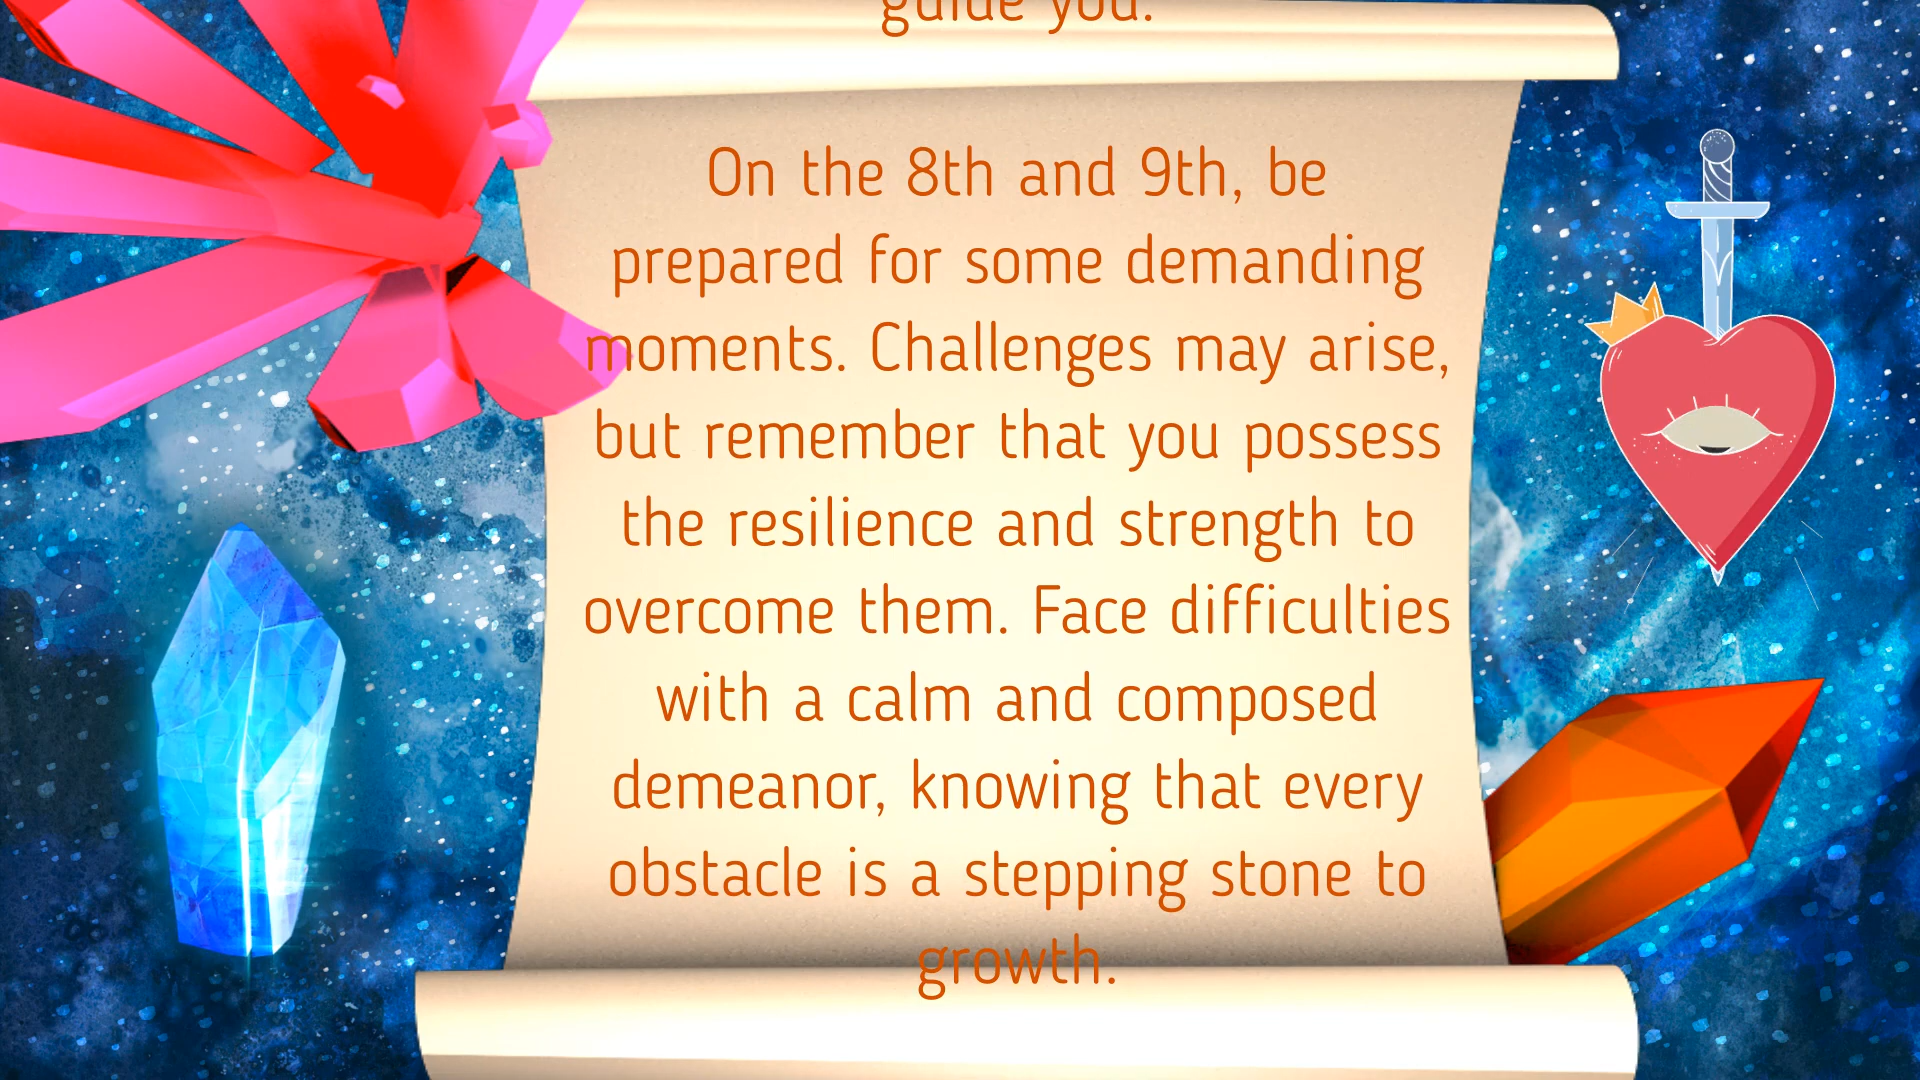 guide you.
On the 8th and 9th, be
prepared for some demanding
moments. Challenges may arise,
but remember that you possess
the resilience and strength to
overcome them. Face difficulties
with a calm and composed
demeanor, knowing that every
obstacle is a stepping stone to
growth.